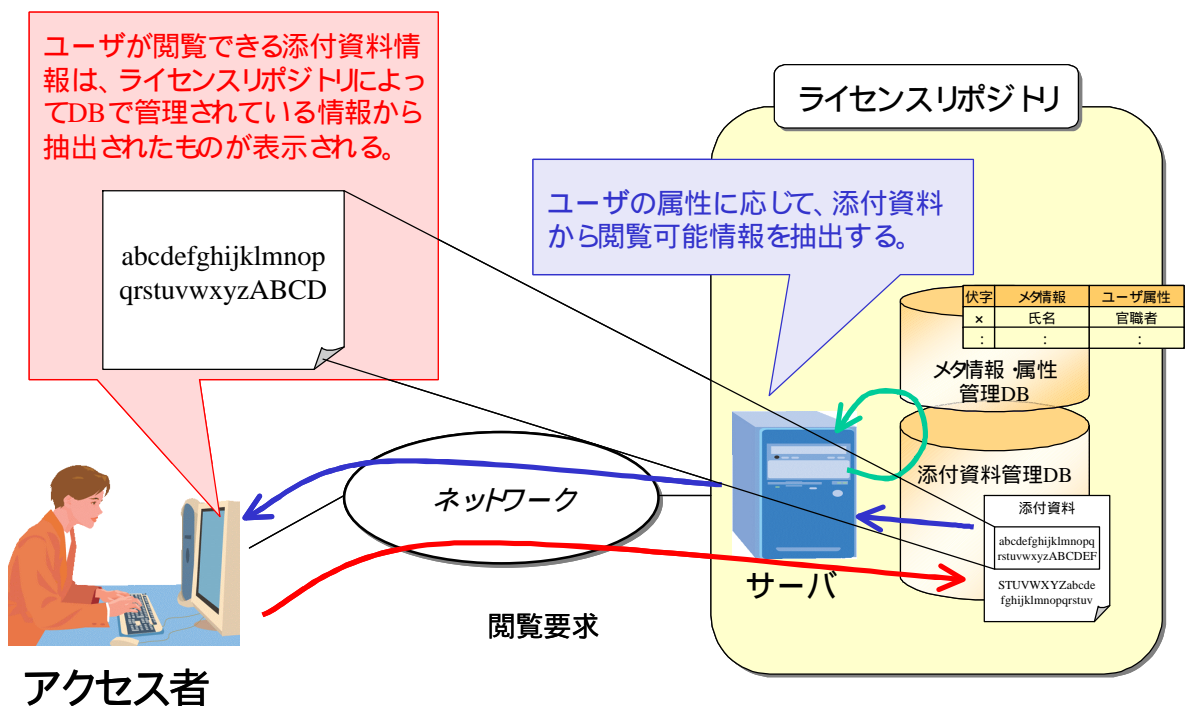 ユーザが閲覧できる添付資料情
報は、ライセンスリポジトリによっ
てDBで管理されている情報から
抽出されたものが表示される。
abcdefghijklmnop
qrstuvwxyzABCD
ライセンスリポジトリ
ユーザの属性に応じて、添付資料
から閲覧可能情報を抽出する。
伏字 メタ情報 ユーザ属性
× 氏名 官職者
： ： ：
メタ情報・属性
管理DB
添付資料管理DB
添付資料
abcdefghijklmnopq
rstuvwxyzABCDEF
STUVWXYZabcde
fghijklmnopqrstuv
ネットワーク
サーバ
閲覧要求
アクセス者